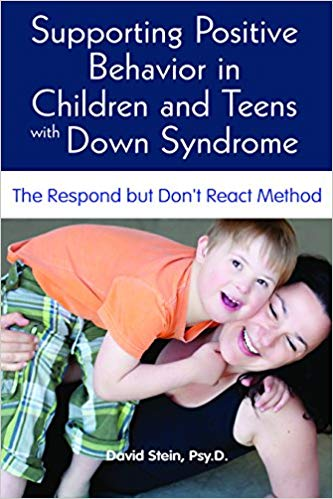 Supporting Positive
Behavior in
Children and Teens
with Down Syndrome
The Respond but Don't React Method
David Stein, Psy.D.